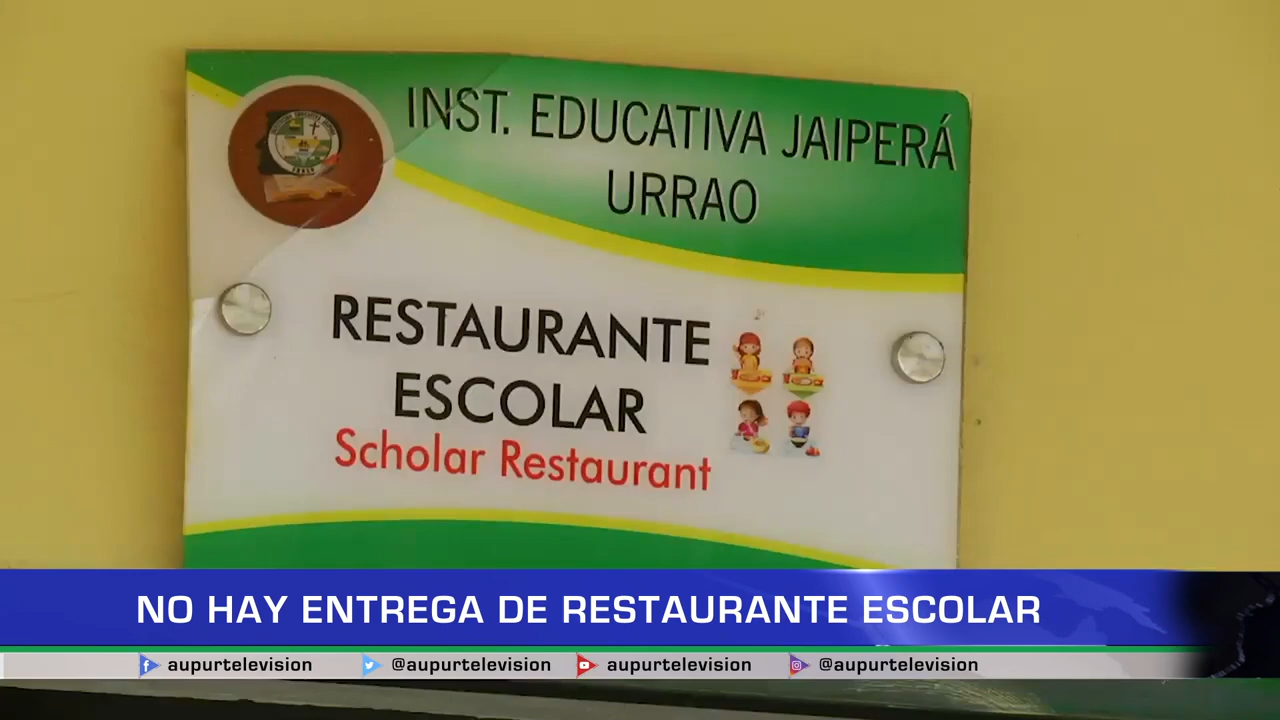 INST. EDUCATIVA JAIPERÁ
URRAO
RESTAURANTE
ESCOLAR
Scholar Restaurant
NO HAY ENTREGA DE RESTAURANTE ESCOLAR
aupurtelevision @aupurtelevision aupurtelevision @aupurtelevision